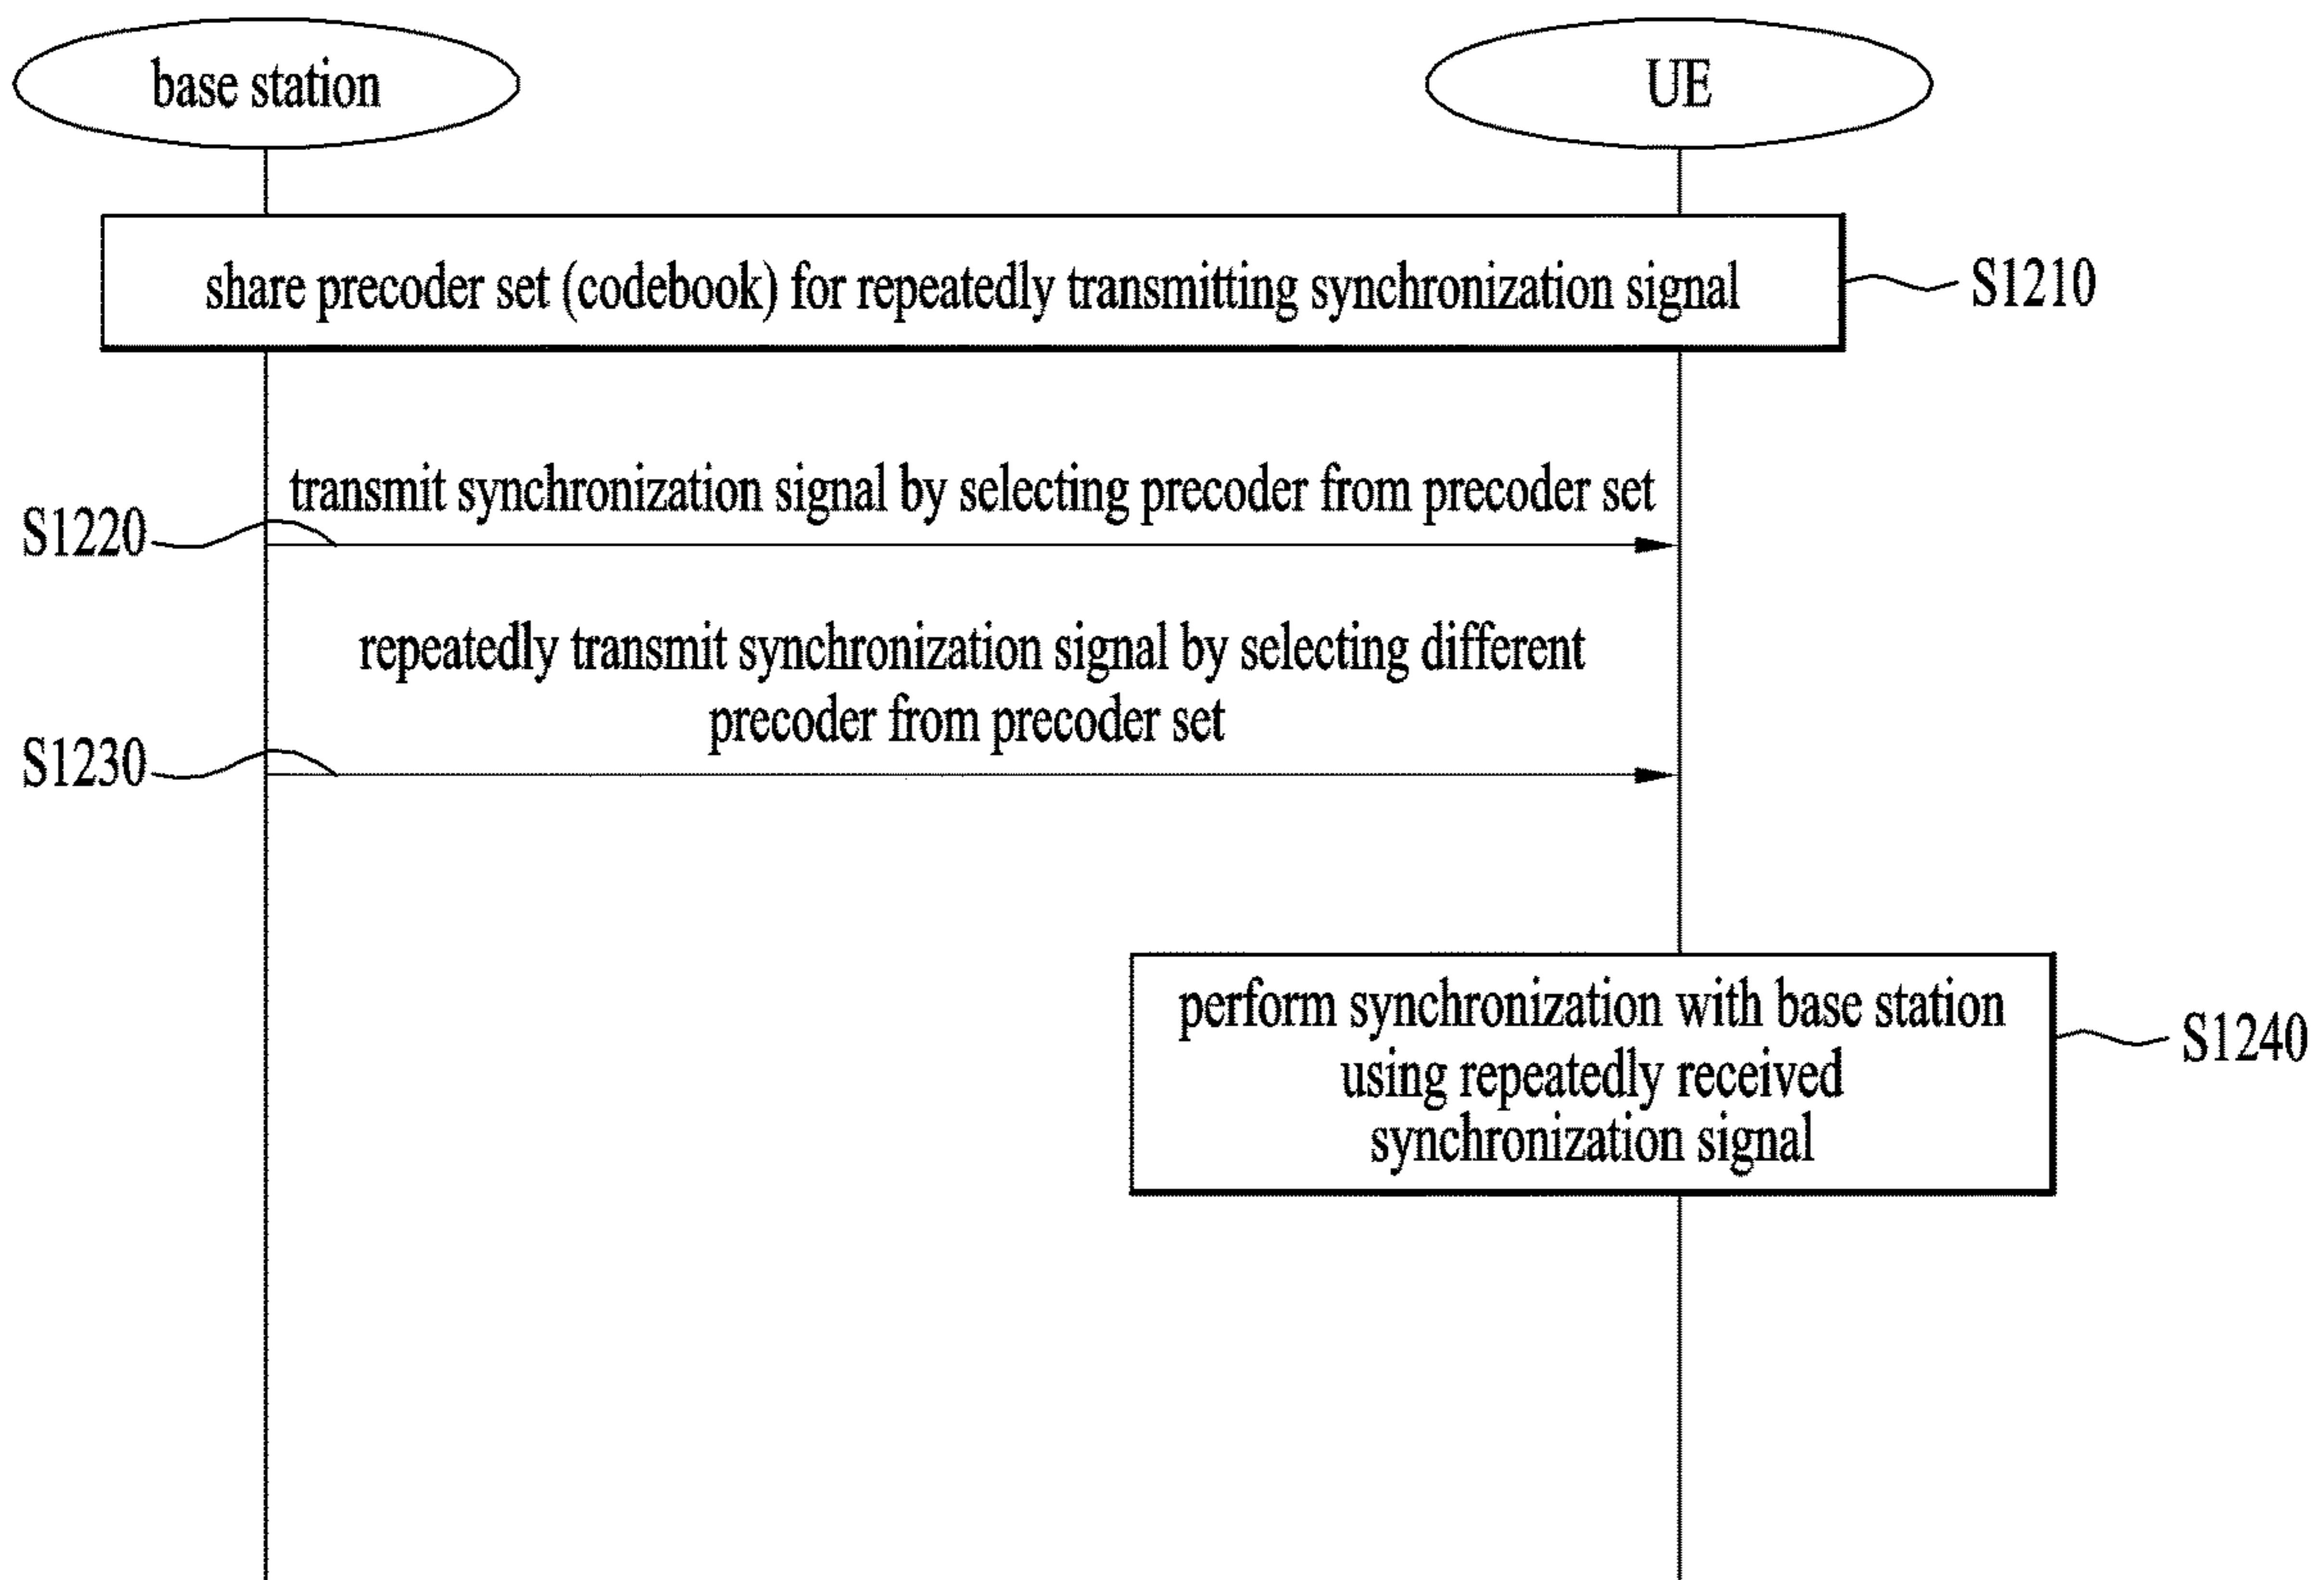 base station
UE
share precoder set (codebook) for repeatedly transmitting synchronization signal
S1210
transmit synchronization signal by selecting precoder from precoder set
S1220
repeatedly transmit synchronization signal by selecting different
precoder from precoder set
S1230
perform synchronization with base station
using repeatedly received
synchronization signal
S1240